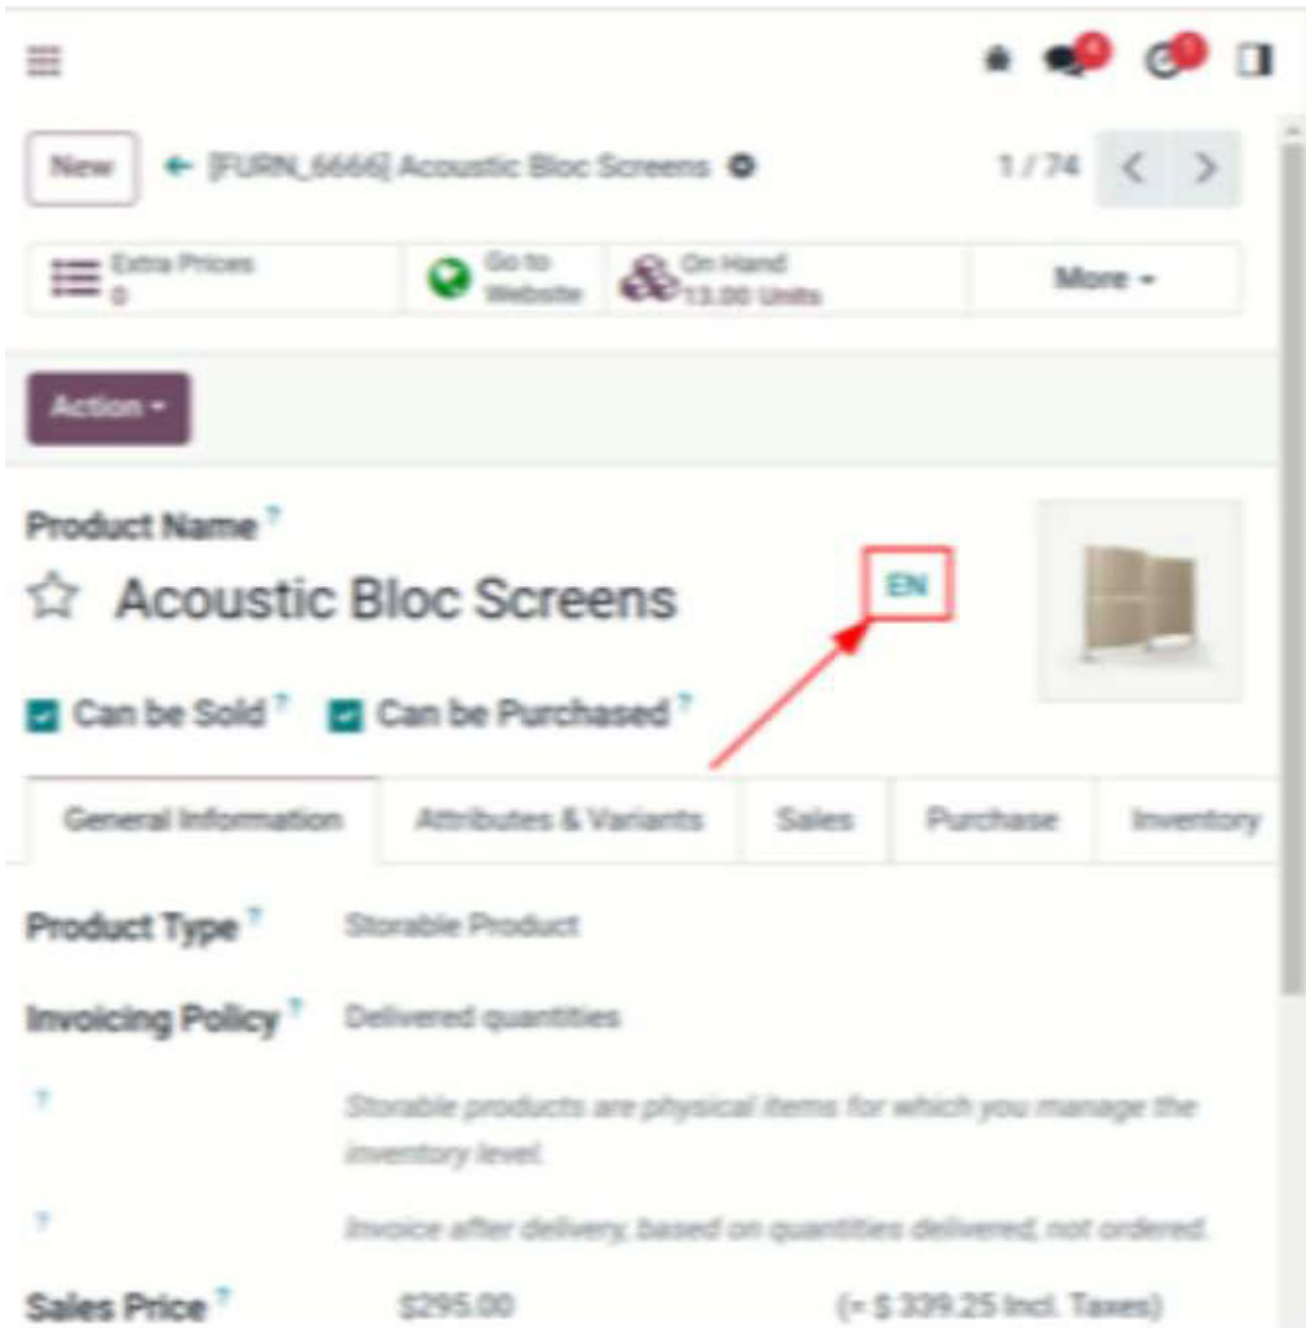 4 1
New ← [FURN_6666] Acoustic Bloc Screens 1 / 74
Extra Prices
0
Go to
Website
On Hand
13.00 Units
More
Action
Product Name ?
Acoustic Bloc Screens EN
Can be Sold ? Can be Purchased ?
General Information Attributes & Variants Sales Purchase Inventory
Product Type ? Storable Product
Invoicing Policy ? Delivered quantities
? Storable products are physical items for which you manage the
inventory level.
? Invoice after delivery, based on quantities delivered, not ordered.
Sales Price ? $295.00 (= $ 339.25 Incl. Taxes)